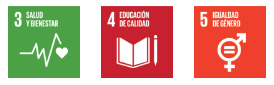 3 SALUD
Y BIENESTAR
4 EDUCACIÓN
DE CALIDAD
5 IGUALDAD
DE GÉNERO